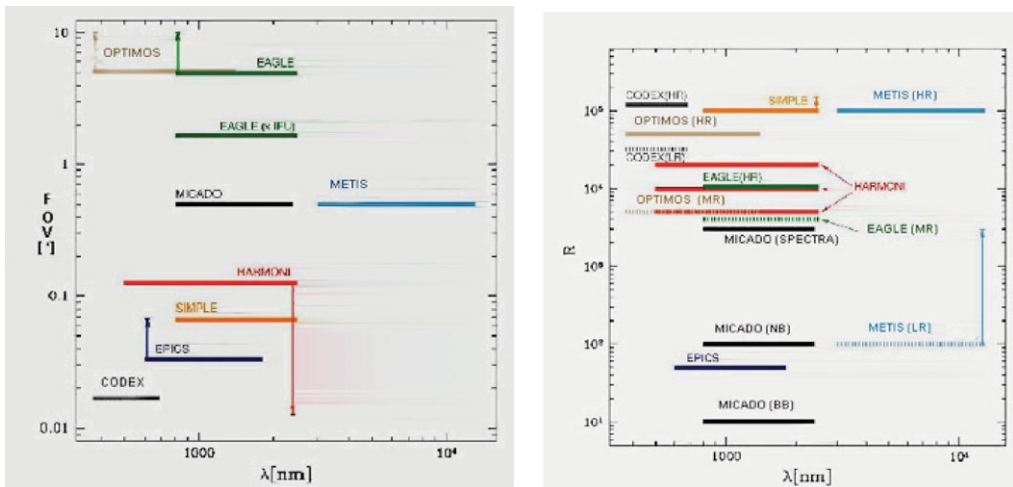 10
OPTIMOS
EAGLE
EAGLE (x IFU)
1
MICADO
METIS
F
O
V
[']
HARMONI
0.1
SIMPLE
EPICS
CODEX
0.01
1000
10⁴
λ[nm]
CODEX(HR)
SIMPLE
METIS (HR)
10⁵
OPTIMOS (HR)
CODEX(LR)
EAGLE(HR)
HARMONI
10⁴
OPTIMOS (MR)
EAGLE (MR)
MICADO (SPECTRA)
R
10³
MICADO (NB)
METIS (LR)
10²
EPICS
MICADO (BB)
10¹
1000
10⁴
λ[nm]